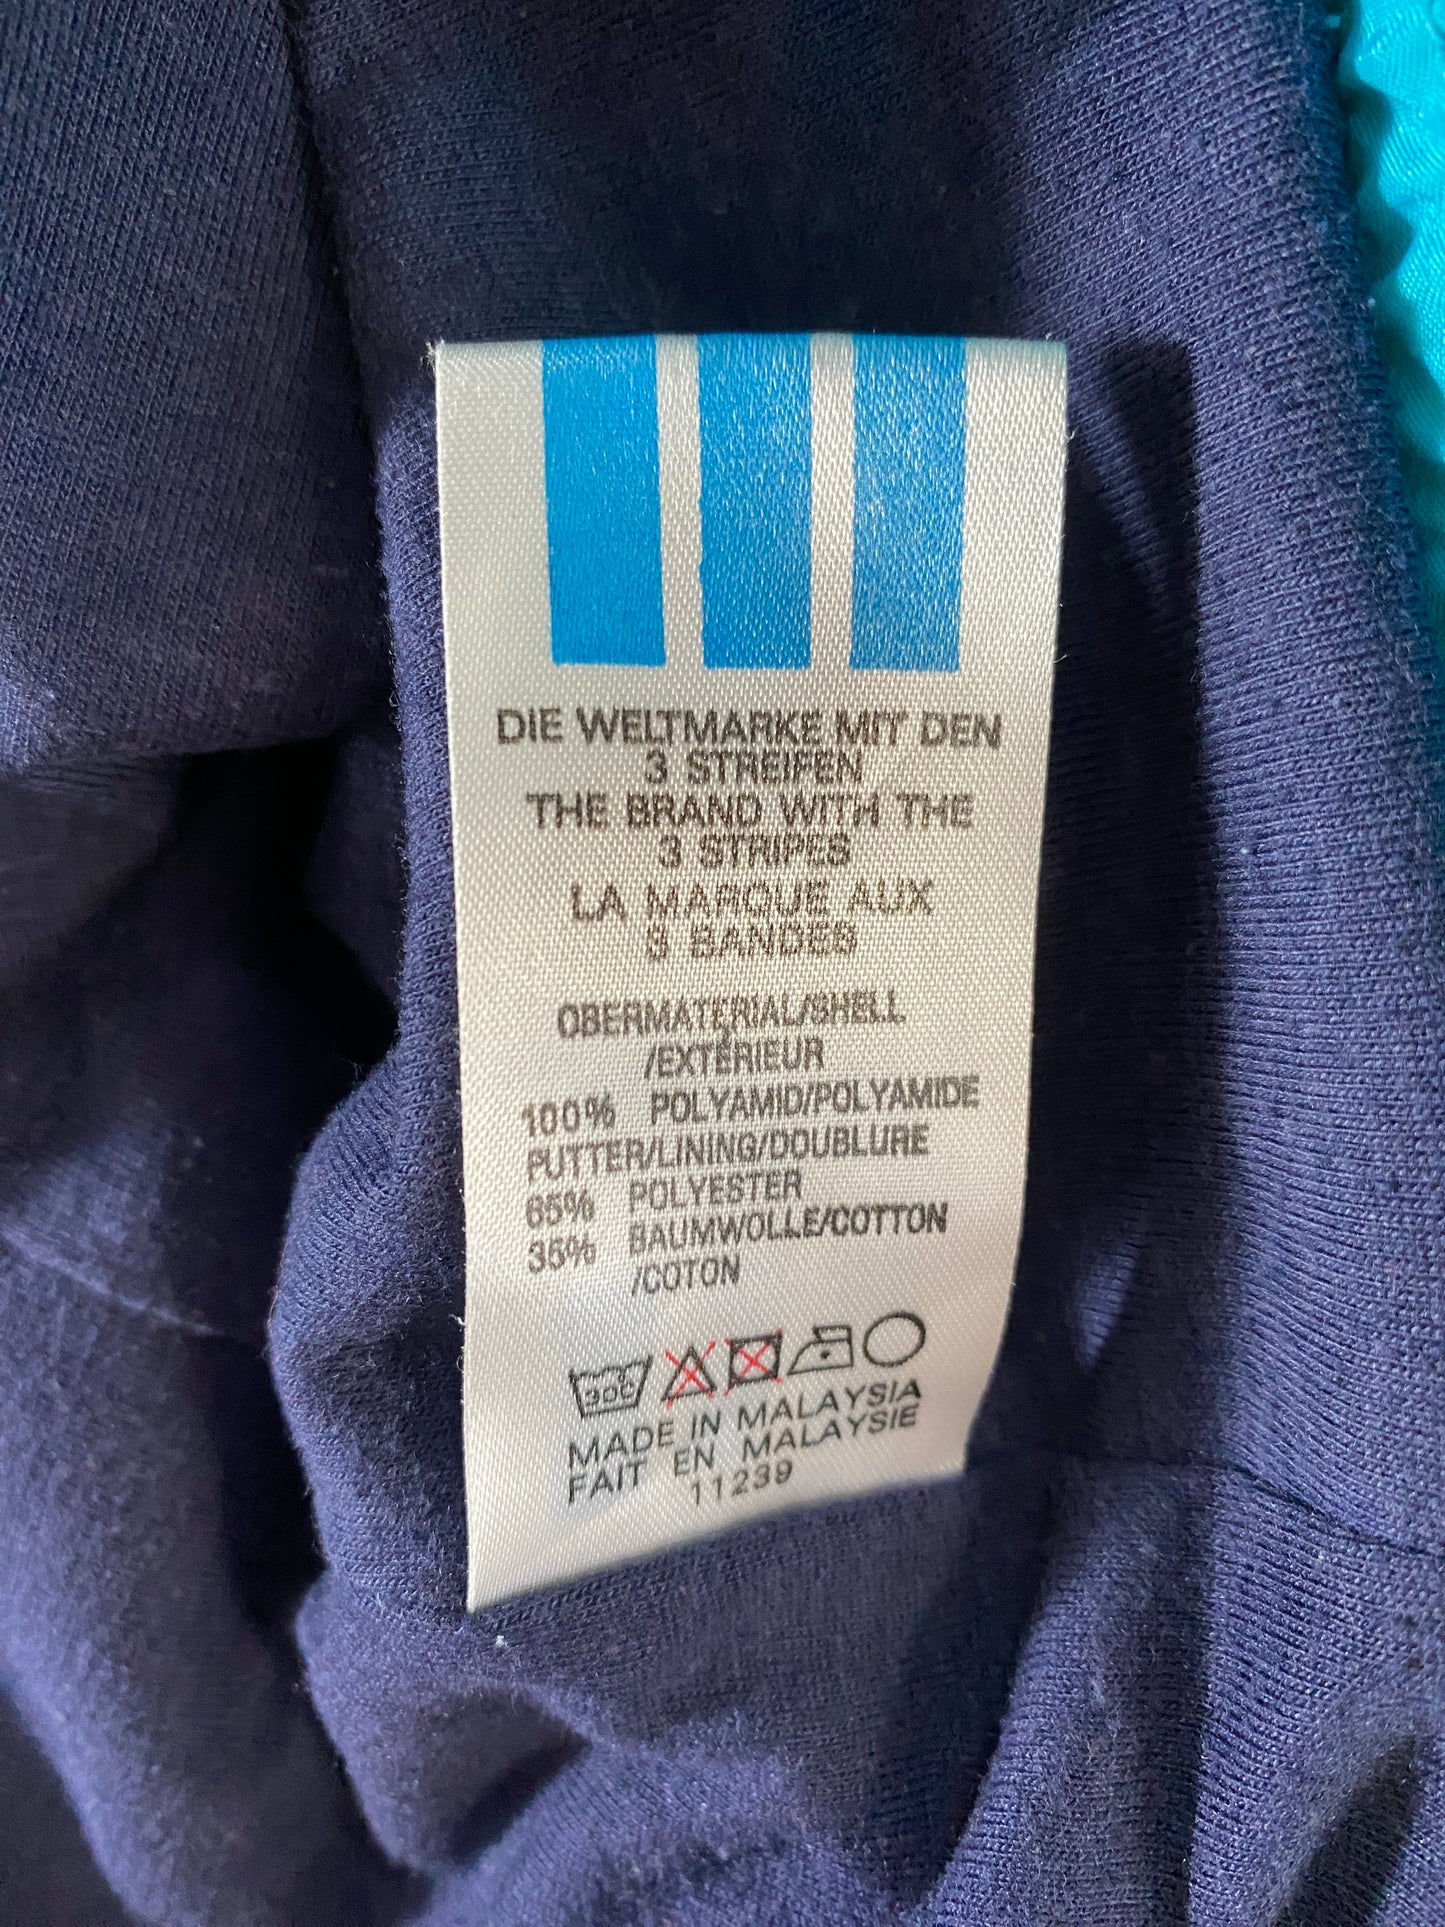 DIE WELTMARKE MIT DEN
3 STREIFEN
THE BRAND WITH THE
3 STRIPES
LA MARQUE AUX
3 BANDES
OBERMATERIAL/SHELL
/EXTÉRIEUR
100% POLYAMID/POLYAMIDE
FUTTER/LINING/DOUBLURE
65% POLYESTER
35% BAUMWOLLE/COTTON
/COTON
30C
MADE IN MALAYSIA
FAIT EN MALAYSIE
11239